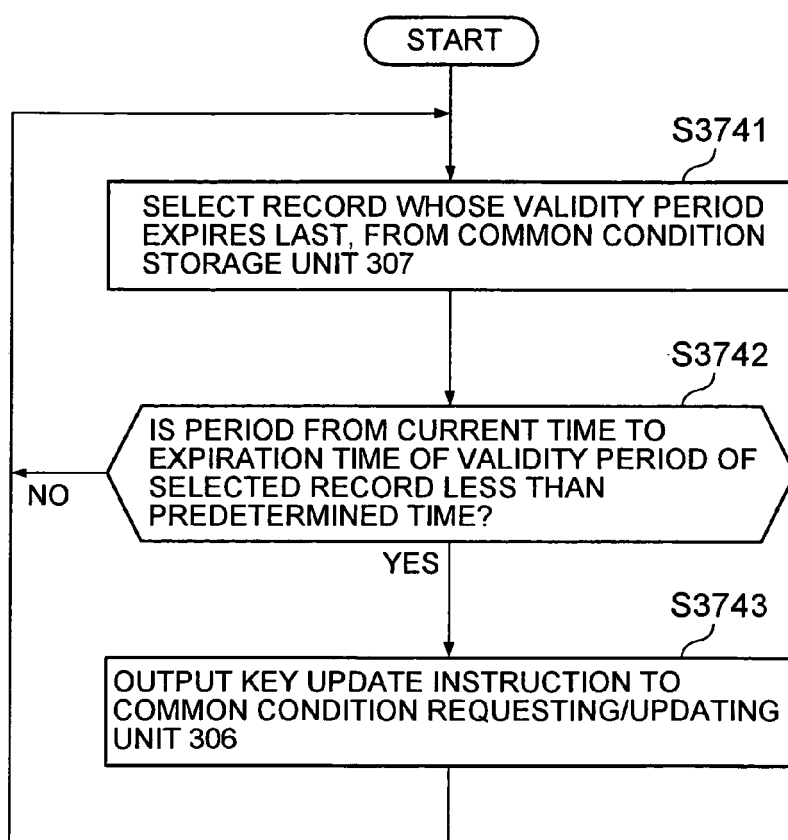 START
S3741
SELECT RECORD WHOSE VALIDITY PERIOD
EXPIRES LAST, FROM COMMON CONDITION
STORAGE UNIT 307
S3742
IS PERIOD FROM CURRENT TIME TO
EXPIRATION TIME OF VALIDITY PERIOD OF
SELECTED RECORD LESS THAN
PREDETERMINED TIME?
NO
YES
S3743
OUTPUT KEY UPDATE INSTRUCTION TO
COMMON CONDITION REQUESTING/UPDATING
UNIT 306